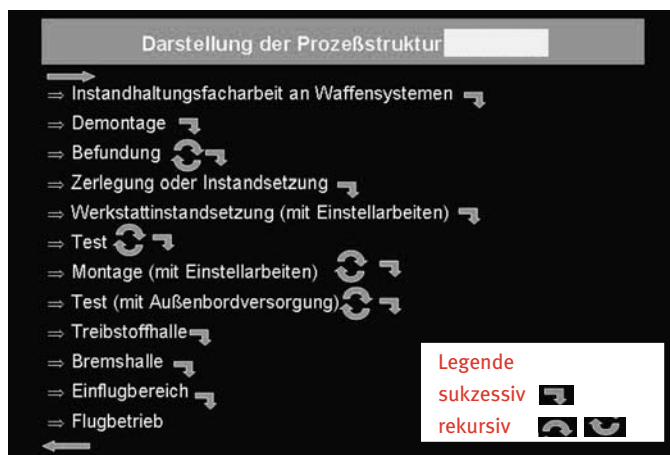 Darstellung der Prozeßstruktur
⇒ Instandhaltungsfacharbeit an Waffensystemen
⇒ Demontage
⇒ Befundung
⇒ Zerlegung oder Instandsetzung
⇒ Werkstattinstandsetzung (mit Einstellarbeiten)
⇒ Test
⇒ Montage (mit Einstellarbeiten)
⇒ Test (mit Außenbordversorgung)
⇒ Treibstoffhalle
⇒ Bremshalle
⇒ Einflugbereich
⇒ Flugbetrieb
Legende
sukzessiv
rekursiv